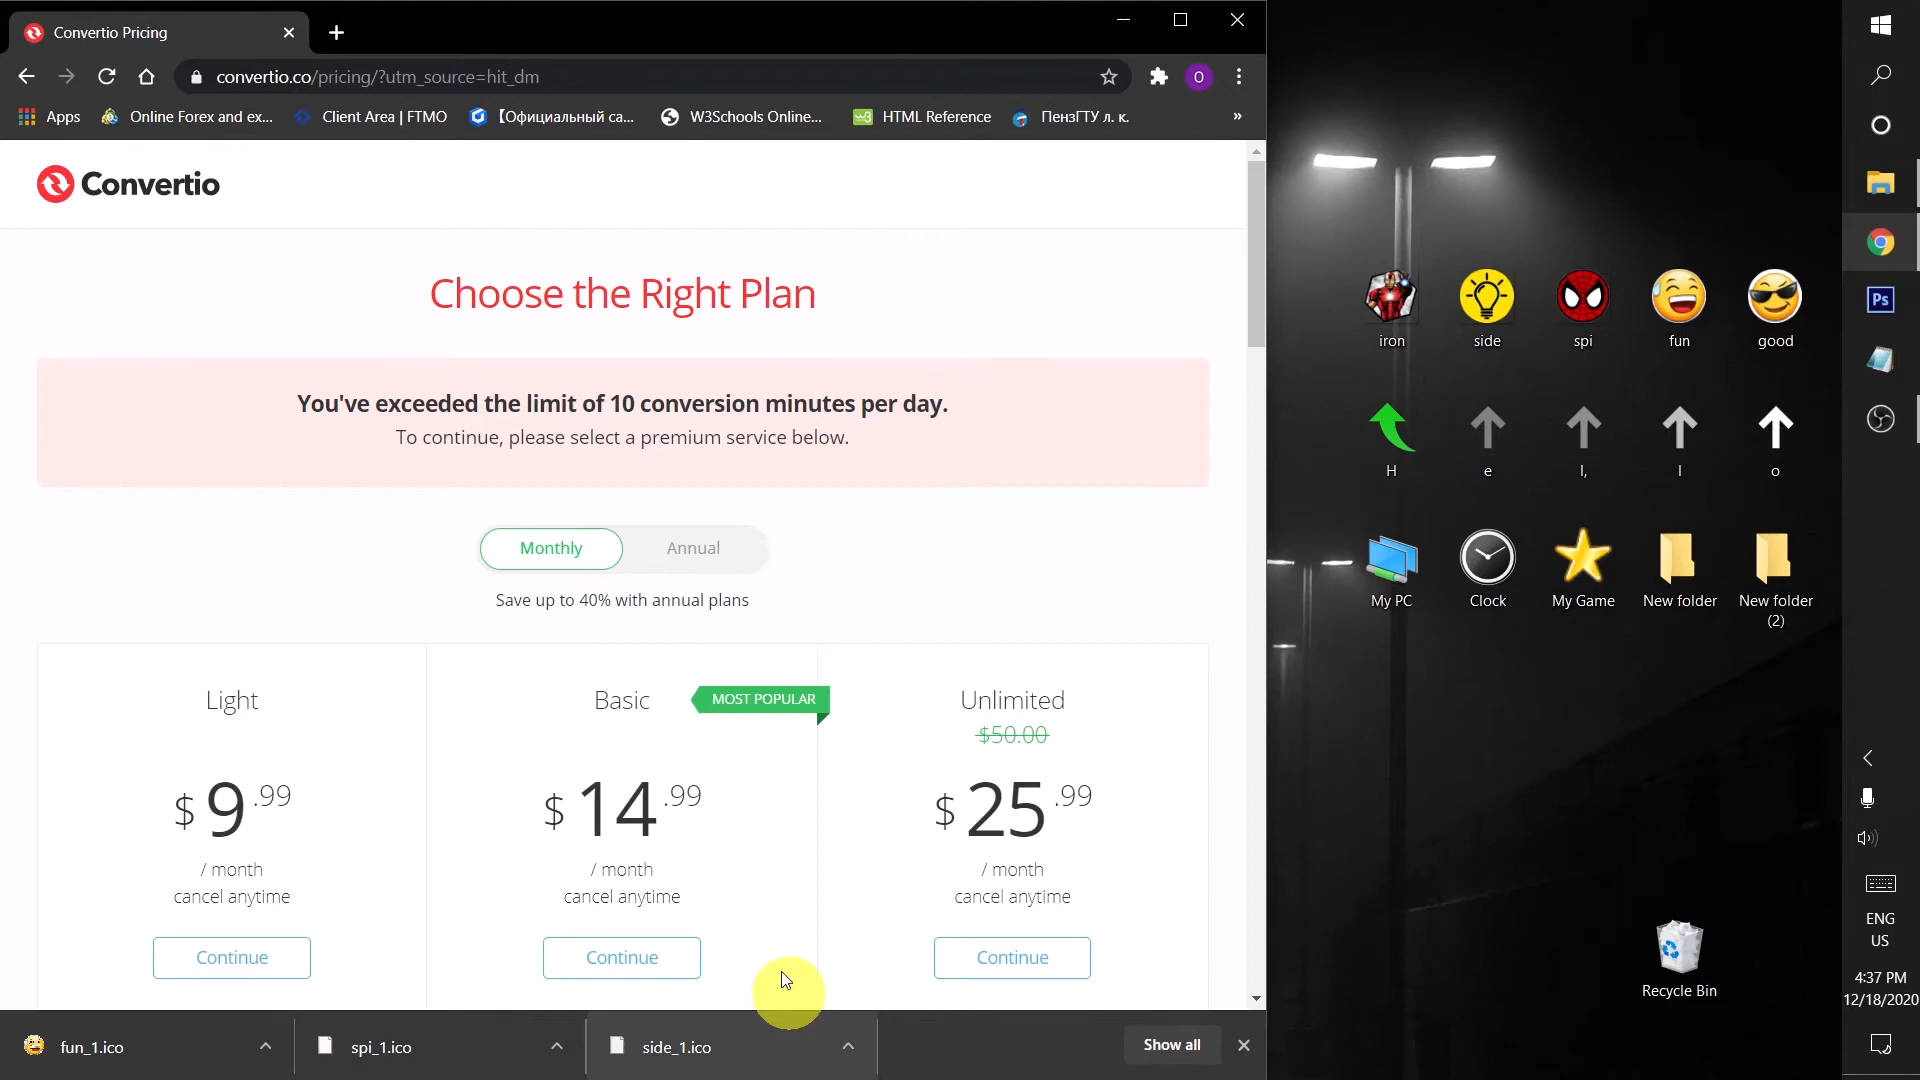 Convertio Pricing
convertio.co/pricing/?utm_source=hit_dm
O
Apps
Online Forex and ex...
Client Area | FTMO
【Официальный са...
W3Schools Online...
HTML Reference
ПензГТУ л. к.
»
Convertio
Choose the Right Plan
You've exceeded the limit of 10 conversion minutes per day.
To continue, please select a premium service below.
Monthly
Annual
Save up to 40% with annual plans
Light
$ 9 .99
/ month
cancel anytime
Continue
Basic
MOST POPULAR
$ 14 .99
/ month
cancel anytime
Continue
Unlimited
$50.00
$ 25 .99
/ month
cancel anytime
Continue
fun_1.ico
spi_1.ico
side_1.ico
Show all
iron
side
spi
fun
good
H
e
l,
l
o
My PC
Clock
My Game
New folder
New folder
(2)
Recycle Bin
Ps
ENG
US
4:37 PM
12/18/2020